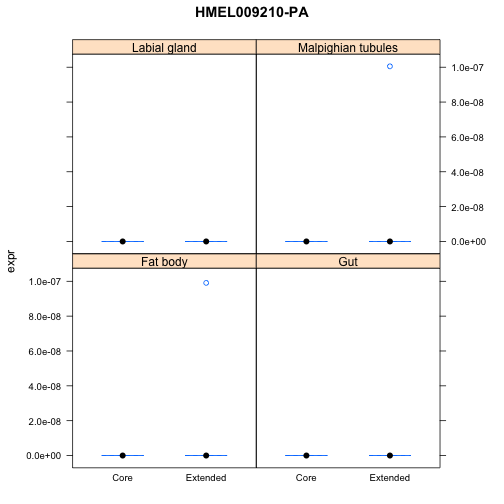 HMEL009210-PA
Labial gland
Malpighian tubules
1.0e-07
8.0e-08
6.0e-08
4.0e-08
2.0e-08
0.0e+00
expr
Fat body
Gut
1.0e-07
8.0e-08
6.0e-08
4.0e-08
2.0e-08
0.0e+00
Core
Extended
Core
Extended